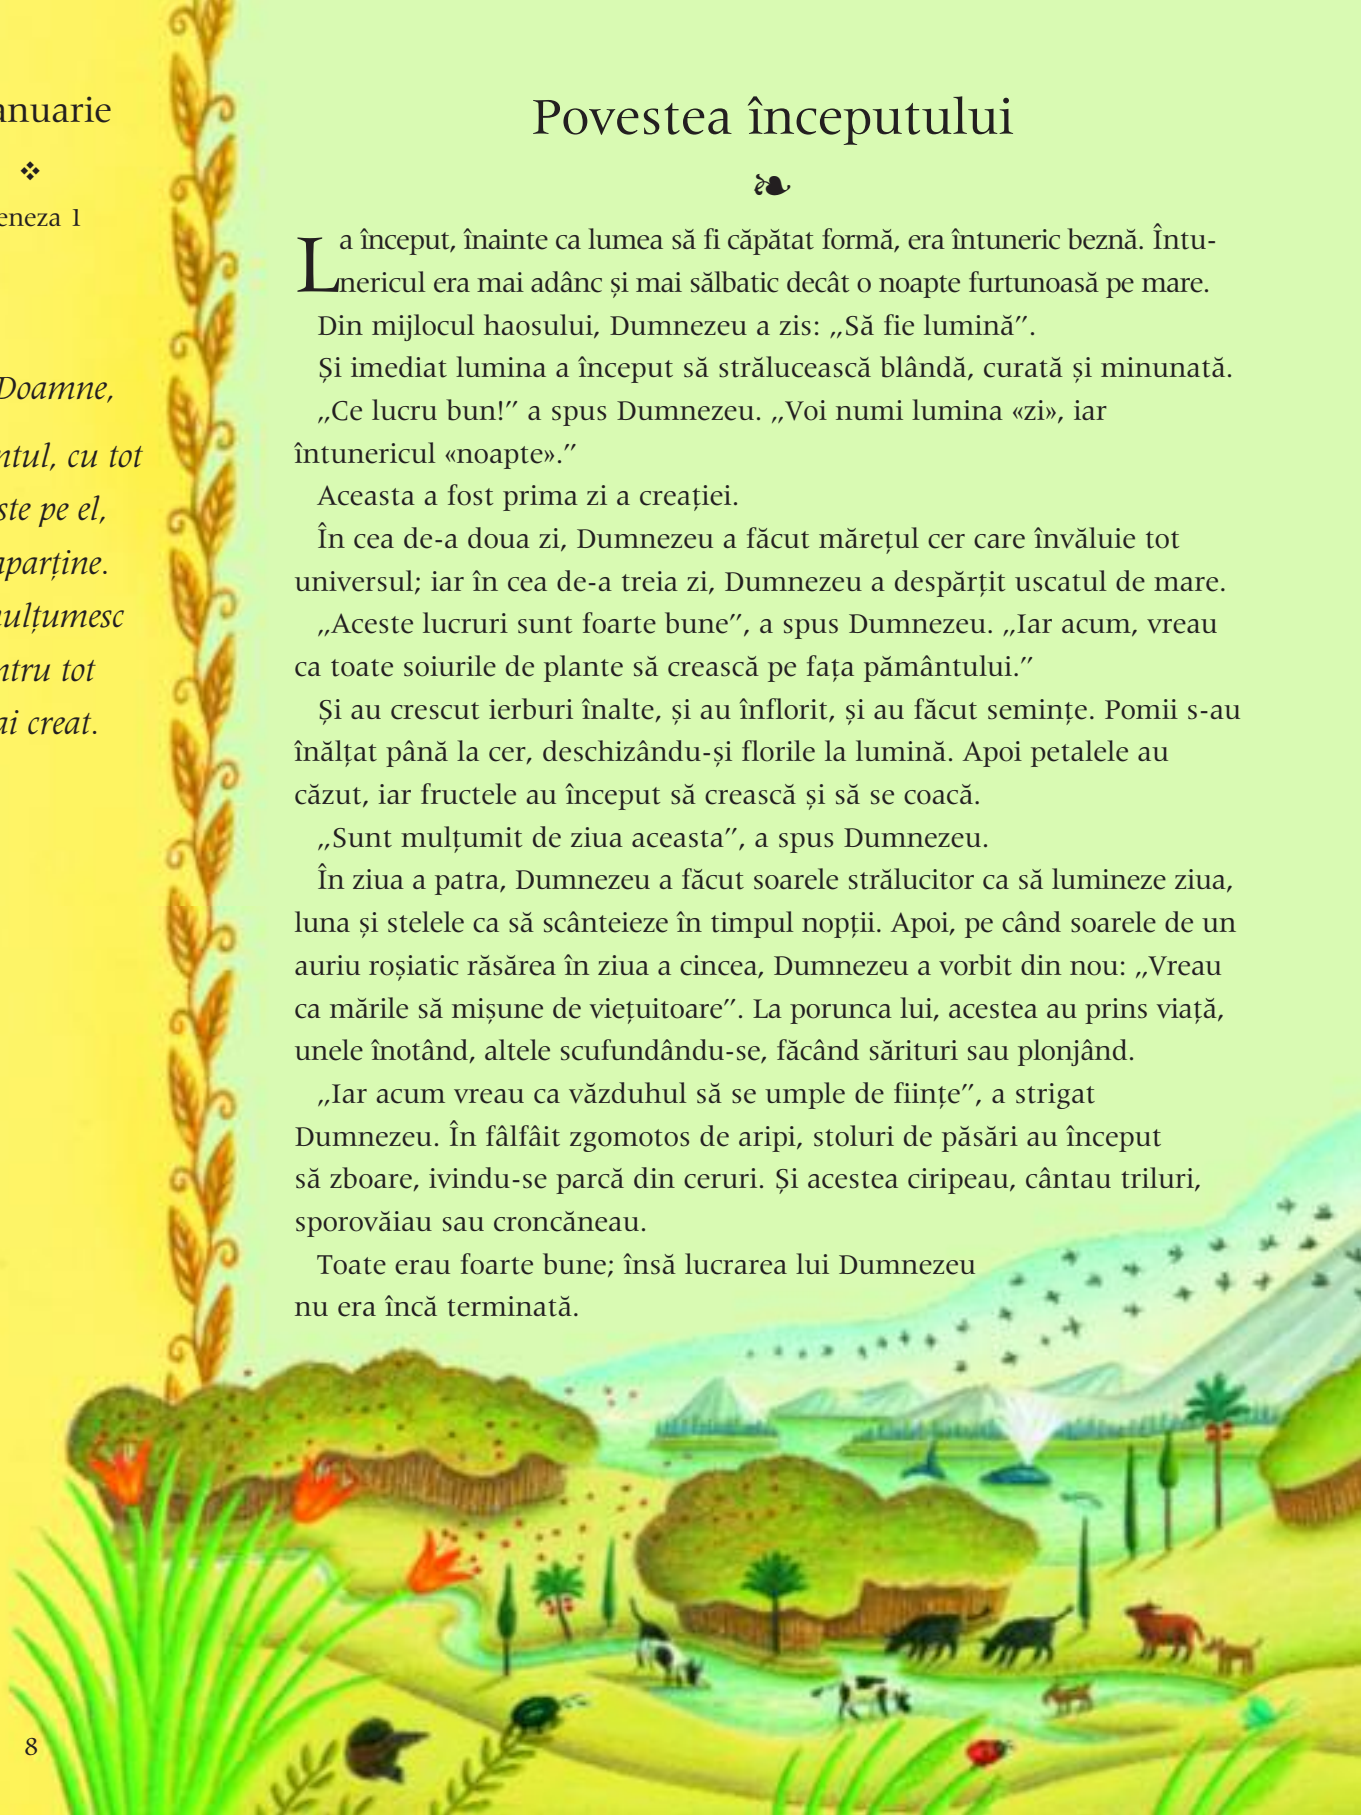 anuarie
❖
eneza 1
Doamne,
ntul, cu tot
ste pe el,
aparține.
mulțumesc
ntru tot
ai creat.
Povestea începutului
❧
La început, înainte ca lumea să fi căpătat formă, era întuneric beznă. Întu-
nericul era mai adânc și mai sălbatic decât o noapte furtunoasă pe mare.
Din mijlocul haosului, Dumnezeu a zis: „Să fie lumină”.
Și imediat lumina a început să strălucească blândă, curată și minunată.
„Ce lucru bun!” a spus Dumnezeu. „Voi numi lumina «zi», iar
întunericul «noapte».”
Aceasta a fost prima zi a creației.
În cea de-a doua zi, Dumnezeu a făcut mărețul cer care învăluie tot
universul; iar în cea de-a treia zi, Dumnezeu a despărțit uscatul de mare.
„Aceste lucruri sunt foarte bune”, a spus Dumnezeu. „Iar acum, vreau
ca toate soiurile de plante să crească pe fața pământului.”
Și au crescut ierburi înalte, și au înflorit, și au făcut semințe. Pomii s-au
înălțat până la cer, deschizându-și florile la lumină. Apoi petalele au
căzut, iar fructele au început să crească și să se coacă.
„Sunt mulțumit de ziua aceasta”, a spus Dumnezeu.
În ziua a patra, Dumnezeu a făcut soarele strălucitor ca să lumineze ziua,
luna și stelele ca să scânteieze în timpul nopții. Apoi, pe când soarele de un
auriu roșiatic răsărea în ziua a cincea, Dumnezeu a vorbit din nou: „Vreau
ca mările să mișune de viețuitoare”. La porunca lui, acestea au prins viață,
unele înotând, altele scufundându-se, făcând sărituri sau plonjând.
„Iar acum vreau ca văzduhul să se umple de ființe”, a strigat
Dumnezeu. În fâlfâit zgomotos de aripi, stoluri de păsări au început
să zboare, ivindu-se parcă din ceruri. Și acestea ciripeau, cântau triluri,
sporovăiau sau croncăneau.
Toate erau foarte bune; însă lucrarea lui Dumnezeu
nu era încă terminată.
8